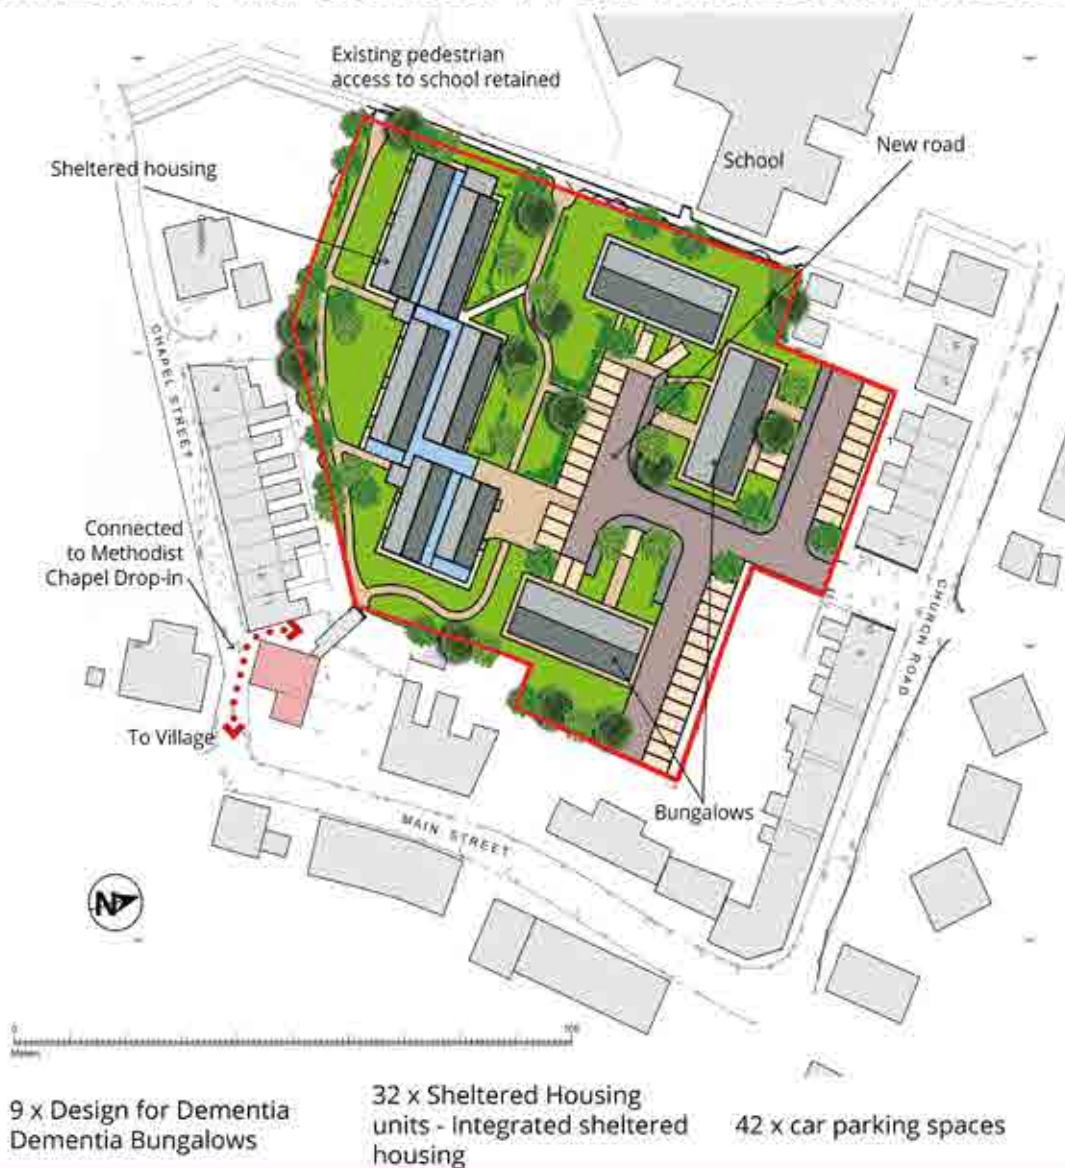 Existing pedestrian
access to school retained
School
New road
Sheltered housing
CHAPEL STREET
Connected
to Methodist
Chapel Drop-in
CHURCH ROAD
To Village
Bungalows
MAIN STREET
N
0
100
9 x Design for Dementia
Dementia Bungalows
32 x Sheltered Housing
units - Integrated sheltered
housing
42 x car parking spaces